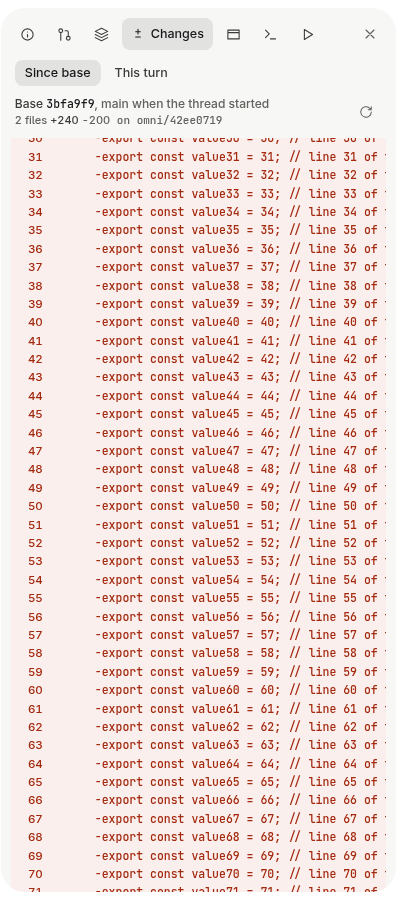 Changes
Since base This turn
Base 3bfa9f9, main when the thread started
2 files +240 -200 on omni/42ee0719
30 -export const value30 = 30; // line 30 of
31 -export const value31 = 31; // line 31 of
32 -export const value32 = 32; // line 32 of
33 -export const value33 = 33; // line 33 of
34 -export const value34 = 34; // line 34 of
35 -export const value35 = 35; // line 35 of
36 -export const value36 = 36; // line 36 of
37 -export const value37 = 37; // line 37 of
38 -export const value38 = 38; // line 38 of
39 -export const value39 = 39; // line 39 of
40 -export const value40 = 40; // line 40 of
41 -export const value41 = 41; // line 41 of
42 -export const value42 = 42; // line 42 of
43 -export const value43 = 43; // line 43 of
44 -export const value44 = 44; // line 44 of
45 -export const value45 = 45; // line 45 of
46 -export const value46 = 46; // line 46 of
47 -export const value47 = 47; // line 47 of
48 -export const value48 = 48; // line 48 of
49 -export const value49 = 49; // line 49 of
50 -export const value50 = 50; // line 50 of
51 -export const value51 = 51; // line 51 of
52 -export const value52 = 52; // line 52 of
53 -export const value53 = 53; // line 53 of
54 -export const value54 = 54; // line 54 of
55 -export const value55 = 55; // line 55 of
56 -export const value56 = 56; // line 56 of
57 -export const value57 = 57; // line 57 of
58 -export const value58 = 58; // line 58 of
59 -export const value59 = 59; // line 59 of
60 -export const value60 = 60; // line 60 of
61 -export const value61 = 61; // line 61 of
62 -export const value62 = 62; // line 62 of
63 -export const value63 = 63; // line 63 of
64 -export const value64 = 64; // line 64 of
65 -export const value65 = 65; // line 65 of
66 -export const value66 = 66; // line 66 of
67 -export const value67 = 67; // line 67 of
68 -export const value68 = 68; // line 68 of
69 -export const value69 = 69; // line 69 of
70 -export const value70 = 70; // line 70 of
71 -export const value71 = 71; // line 71 of